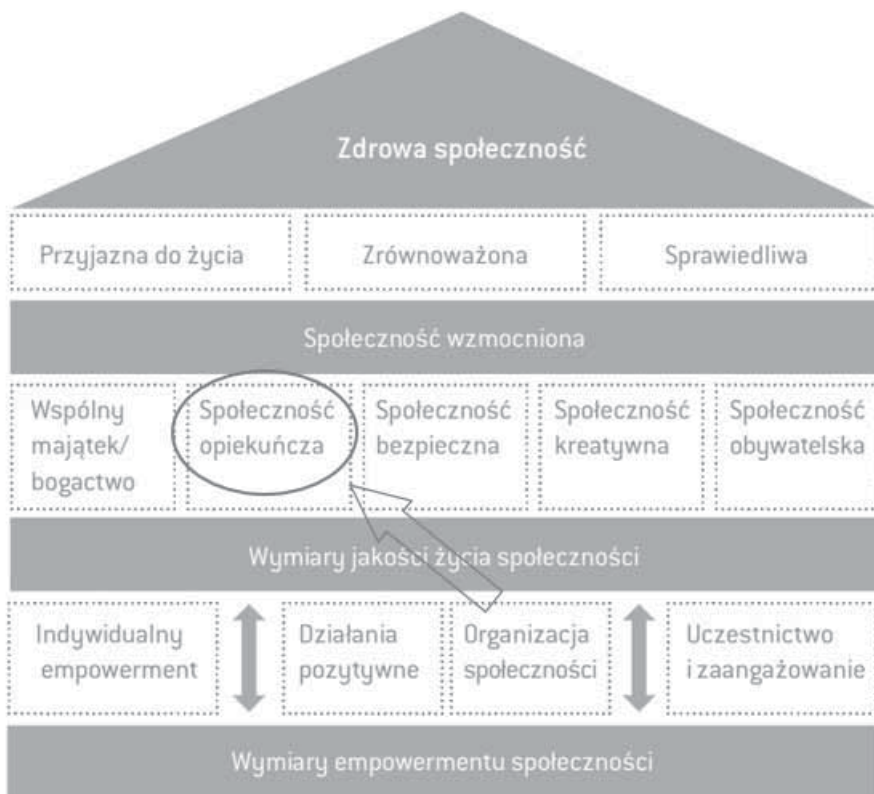 Zdrowa społeczność
Przyjazna do życia
Zrównoważona
Sprawiedliwa
Społeczność wzmocniona
Wspólny
majątek/
bogactwo
Społeczność
opiekuńcza
Społeczność
bezpieczna
Społeczność
kreatywna
Społeczność
obywatelska
Wymiary jakości życia społeczności
Indywidualny
empowerment
Działania
pozytywne
Organizacja
społeczności
Uczestnictwo
i zaangażowanie
Wymiary empowermentu społeczności